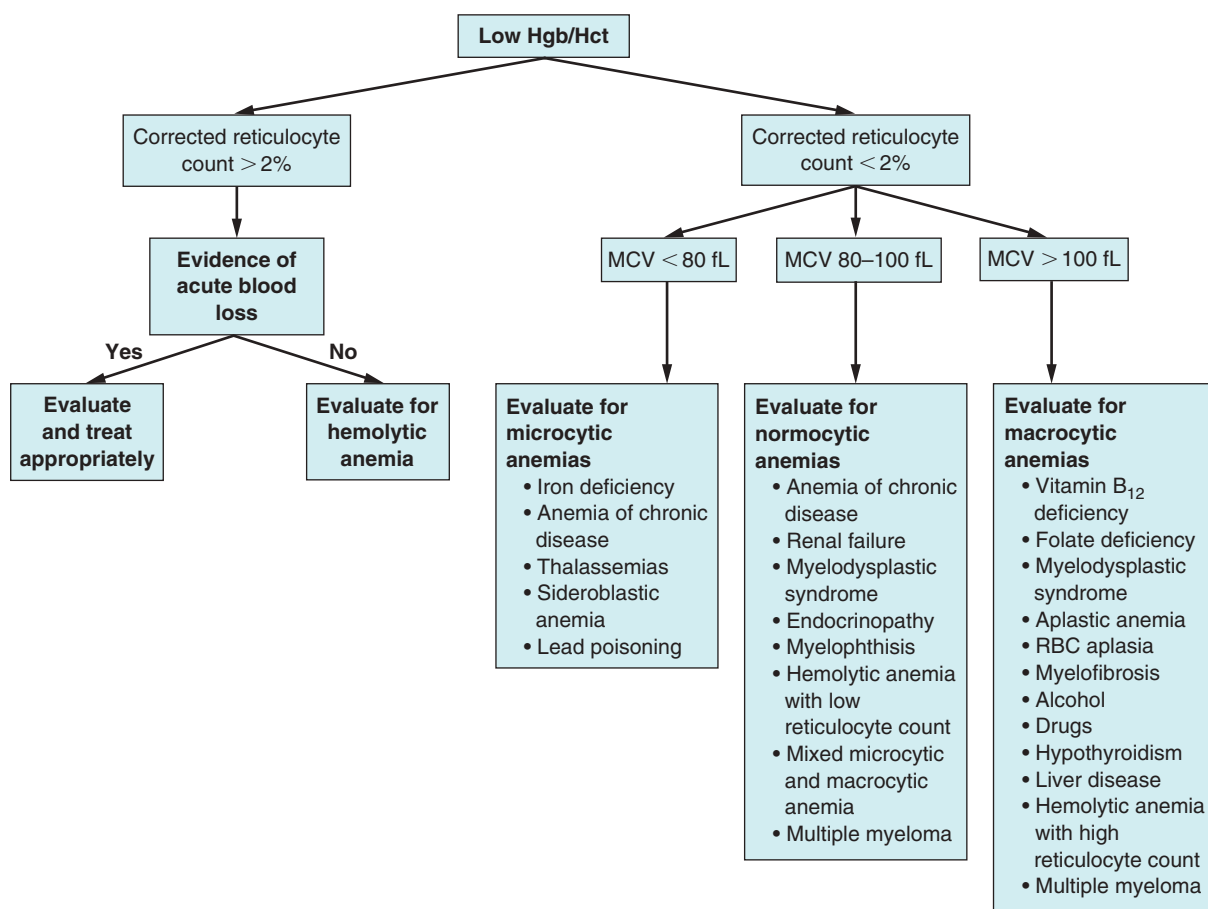 Low Hgb/Hct
Corrected reticulocyte
count > 2%
Corrected reticulocyte
count < 2%
Evidence of
acute blood
loss
MCV < 80 fL
MCV 80–100 fL
MCV > 100 fL
Yes
No
Evaluate
and treat
appropriately
Evaluate for
hemolytic
anemia
Evaluate for
microcytic
anemias
• Iron deficiency
• Anemia of chronic
disease
• Thalassemias
• Sideroblastic
anemia
• Lead poisoning
Evaluate for
normocytic
anemias
• Anemia of chronic
disease
• Renal failure
• Myelodysplastic
syndrome
• Endocrinopathy
• Myelophthisis
• Hemolytic anemia
with low
reticulocyte count
• Mixed microcytic
and macrocytic
anemia
• Multiple myeloma
Evaluate for
macrocytic
anemias
• Vitamin B₁₂
deficiency
• Folate deficiency
• Myelodysplastic
syndrome
• Aplastic anemia
• RBC aplasia
• Myelofibrosis
• Alcohol
• Drugs
• Hypothyroidism
• Liver disease
• Hemolytic anemia
with high
reticulocyte count
• Multiple myeloma